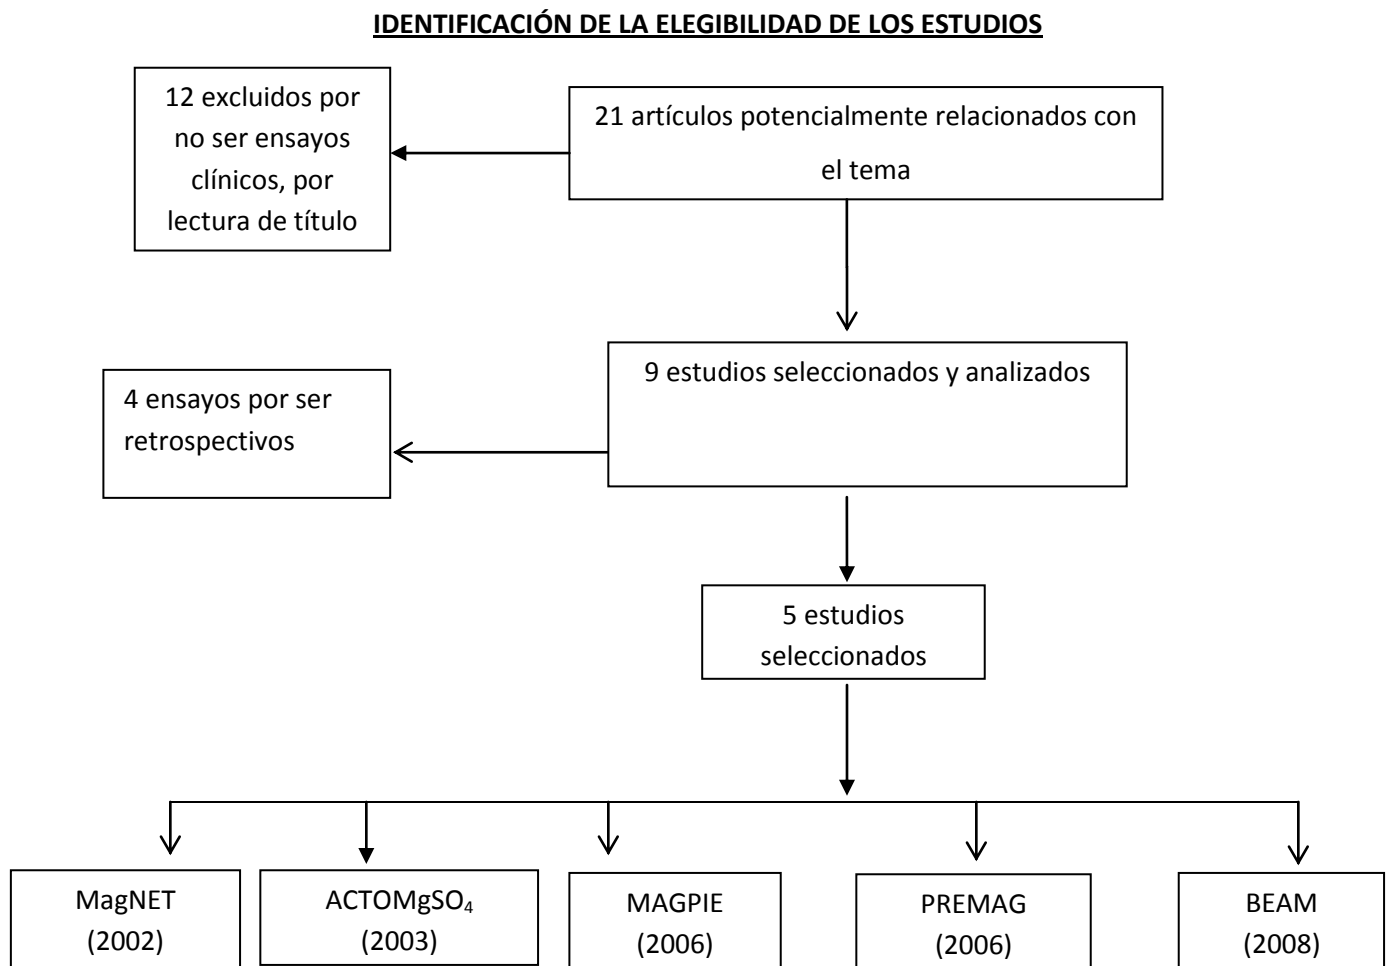 IDENTIFICACIÓN DE LA ELEGIBILIDAD DE LOS ESTUDIOS
12 excluidos por
no ser ensayos
clínicos, por
lectura de título
21 artículos potencialmente relacionados con
el tema
9 estudios seleccionados y analizados
4 ensayos por ser
retrospectivos
5 estudios
seleccionados
MagNET
(2002)
ACTOMgSO₄
(2003)
MAGPIE
(2006)
PREMAG
(2006)
BEAM
(2008)